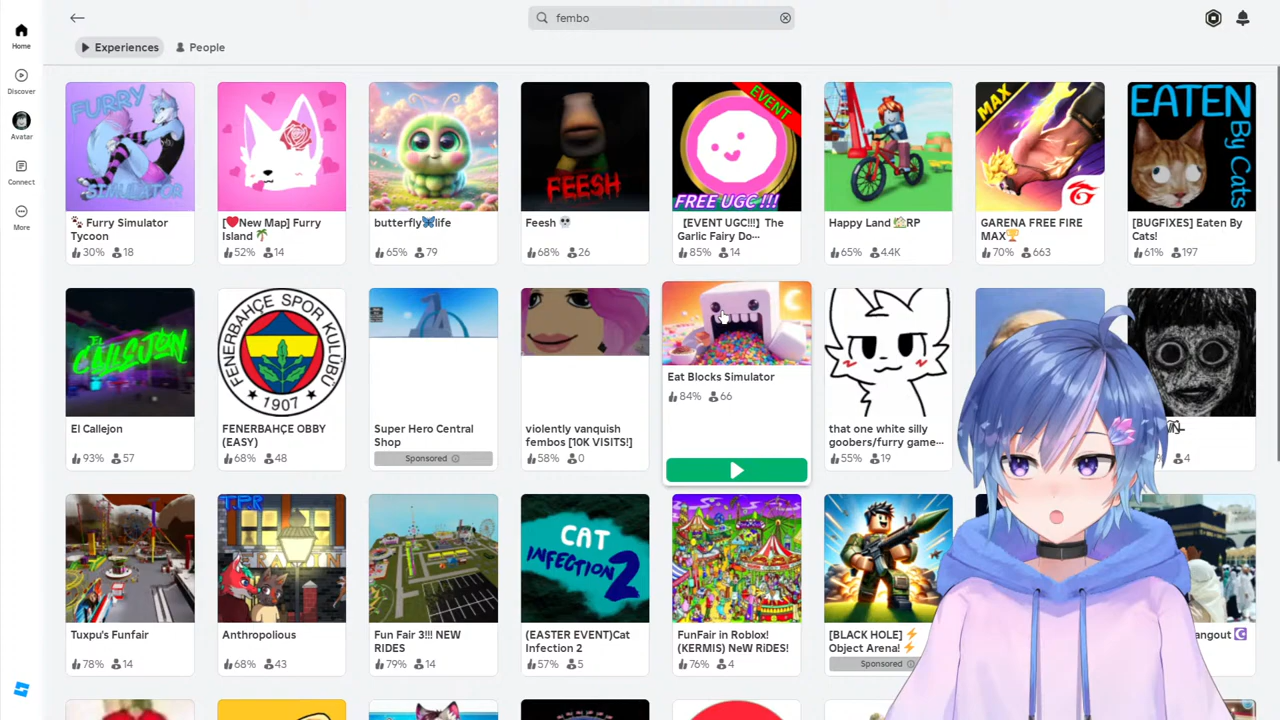 fembo
Home
Experiences
People
Discover
Avatar
Connect
More
FURRY
SIMULATOR
FEESH
EVENT
FREE UGC !!!
MAX
EATEN
By Cats
🐾 Furry Simulator
Tycoon
30% 18
[❤️New Map] Furry
Island 🌴
52% 14
butterfly🦋life
65% 79
Feesh 💀
68% 26
[EVENT UGC!!!] The
Garlic Fairy Do...
85% 14
Happy Land 🏡RP
65% 4.4K
GARENA FREE FIRE
MAX🏆
70% 663
[BUGFIXES] Eaten By
Cats!
61% 197
EL
CALLEJÓN
FENERBAHÇE SPOR KULÜBÜ
1907
El Callejon
93% 57
FENERBAHÇE OBBY
(EASY)
68% 48
Super Hero Central
Shop
Sponsored
violently vanquish
fembos [10K VISITS!]
58% 0
Eat Blocks Simulator
84% 66
that one white silly
goobers/furry game...
55% 19
4
T.P.R
CAT
INFECTION 2
Tuxpu's Funfair
78% 14
Anthropolious
68% 43
Fun Fair 3!!! NEW
RIDES
79% 14
(EASTER EVENT)Cat
Infection 2
57% 5
FunFair in Roblox!
(KERMIS) NeW RiDES!
76% 4
[BLACK HOLE] ⚡
Object Arena! ⚡
Sponsored